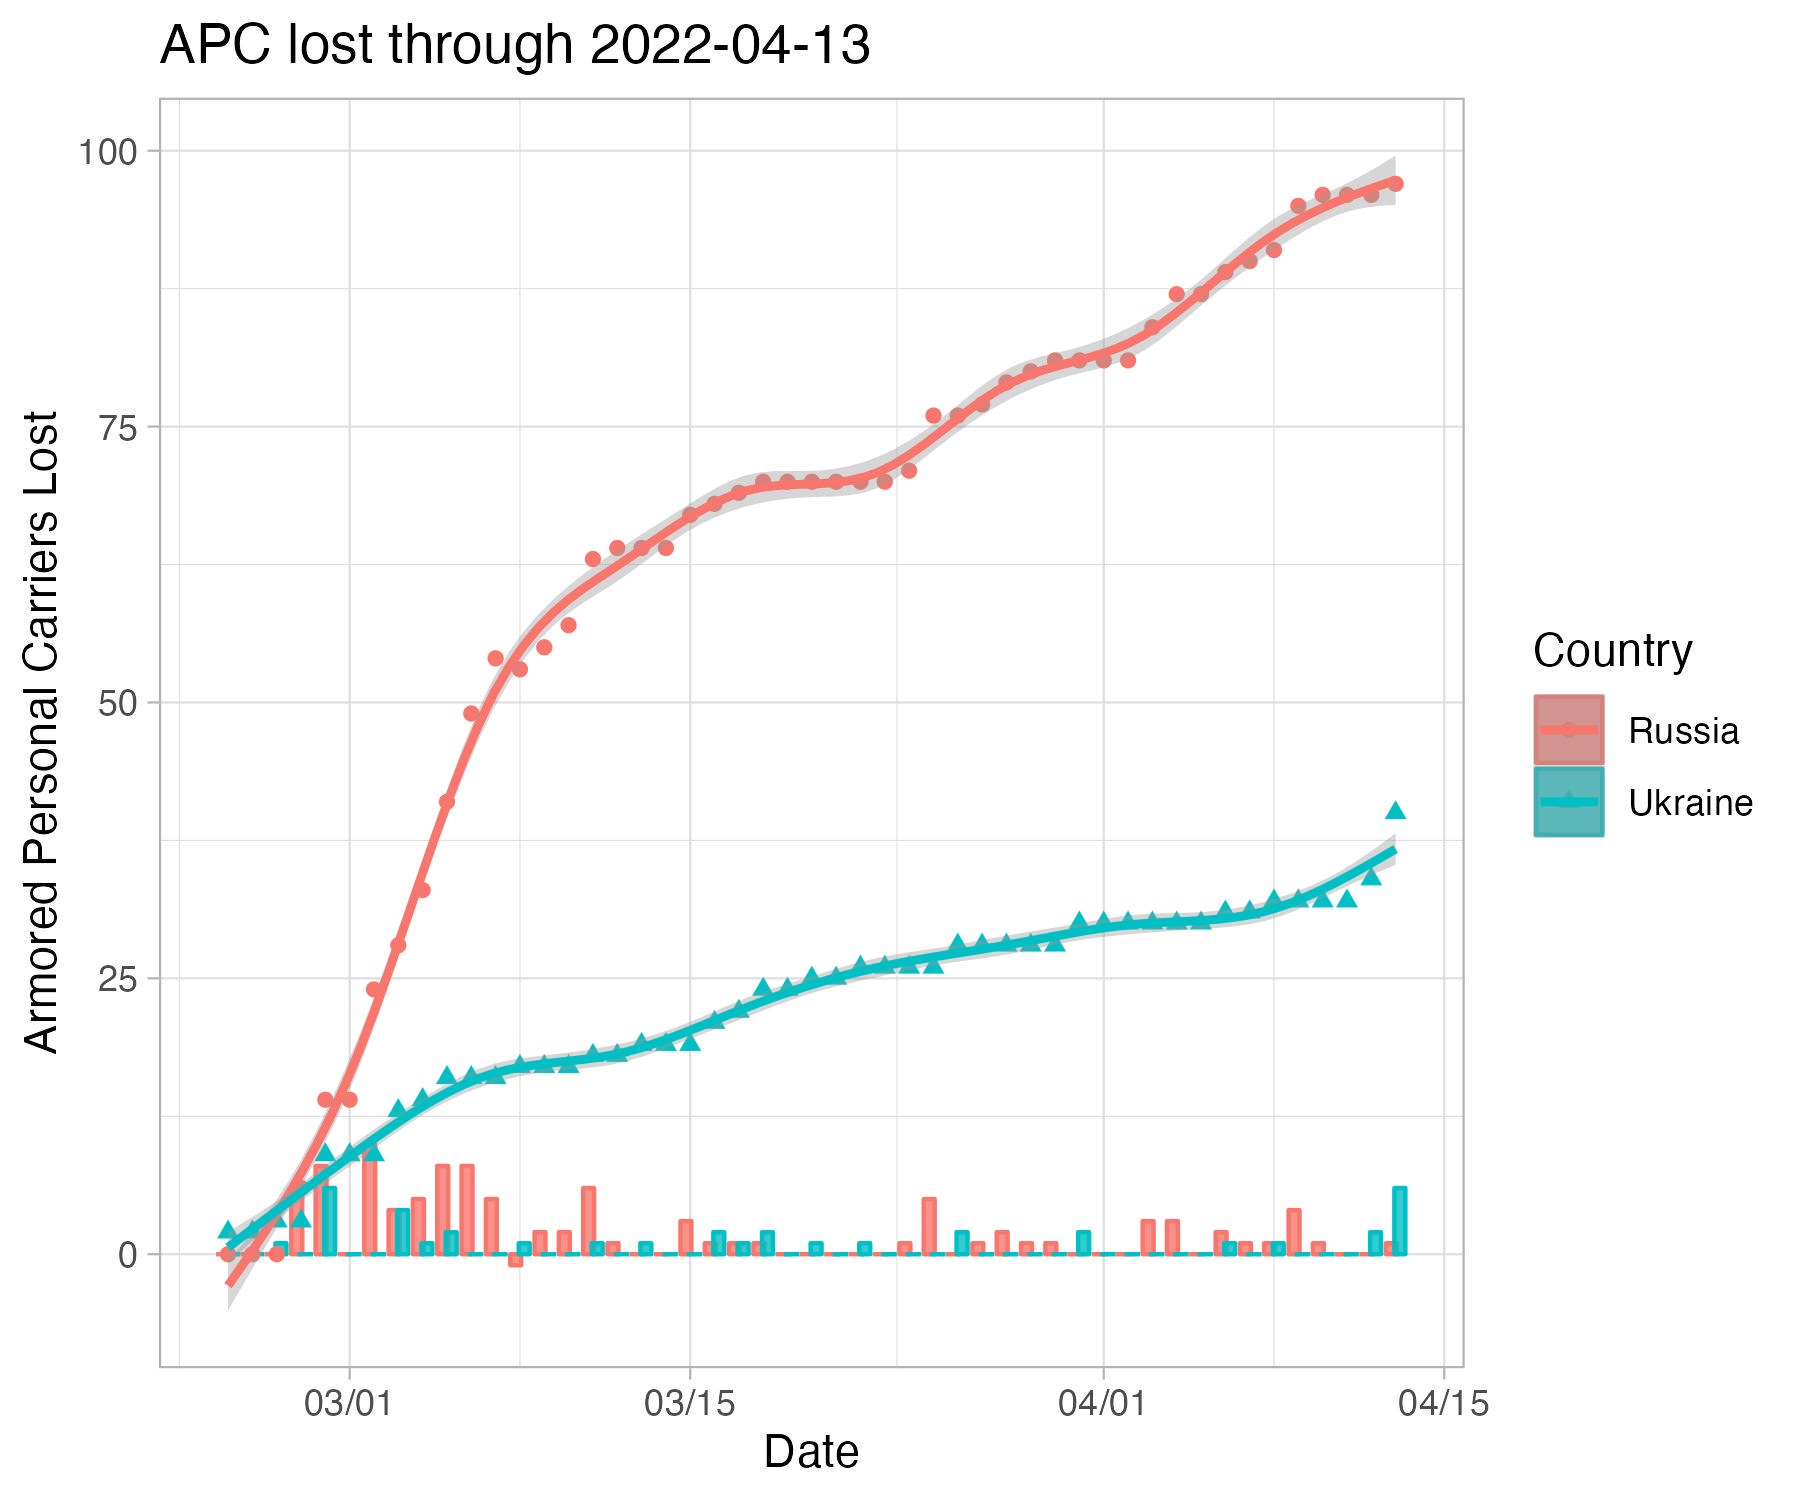 APC lost through 2022-04-13
Armored Personal Carriers Lost
100
75
50
25
0
03/01
03/15
04/01
04/15
Date
Country
Russia
Ukraine